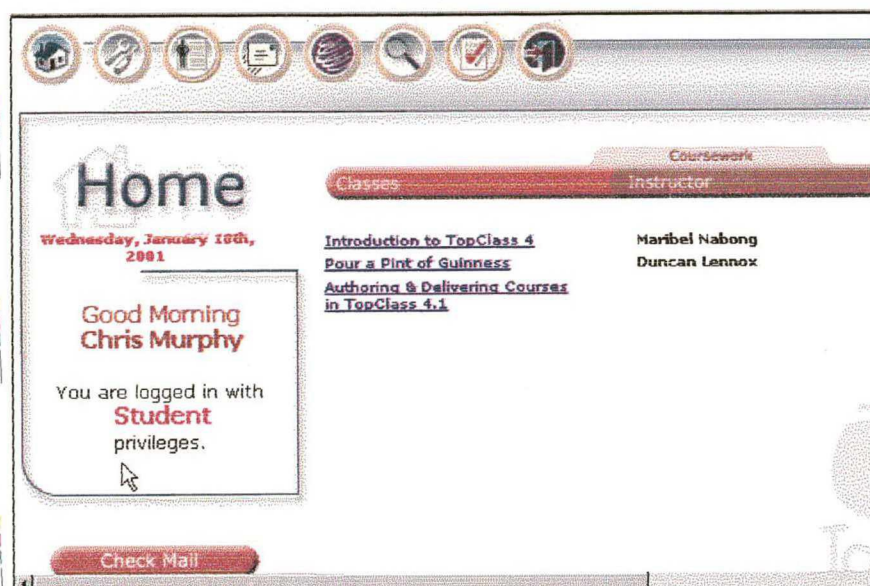 Home
Wednesday, January 10th,
2001
Good Morning
Chris Murphy
You are logged in with
Student
privileges.
Check Mail
Coursework
Classes Instructor
Introduction to TopClass 4 Maribel Nabong
Pour a Pint of Guinness Duncan Lennox
Authoring & Delivering Courses
in TopClass 4.1
To